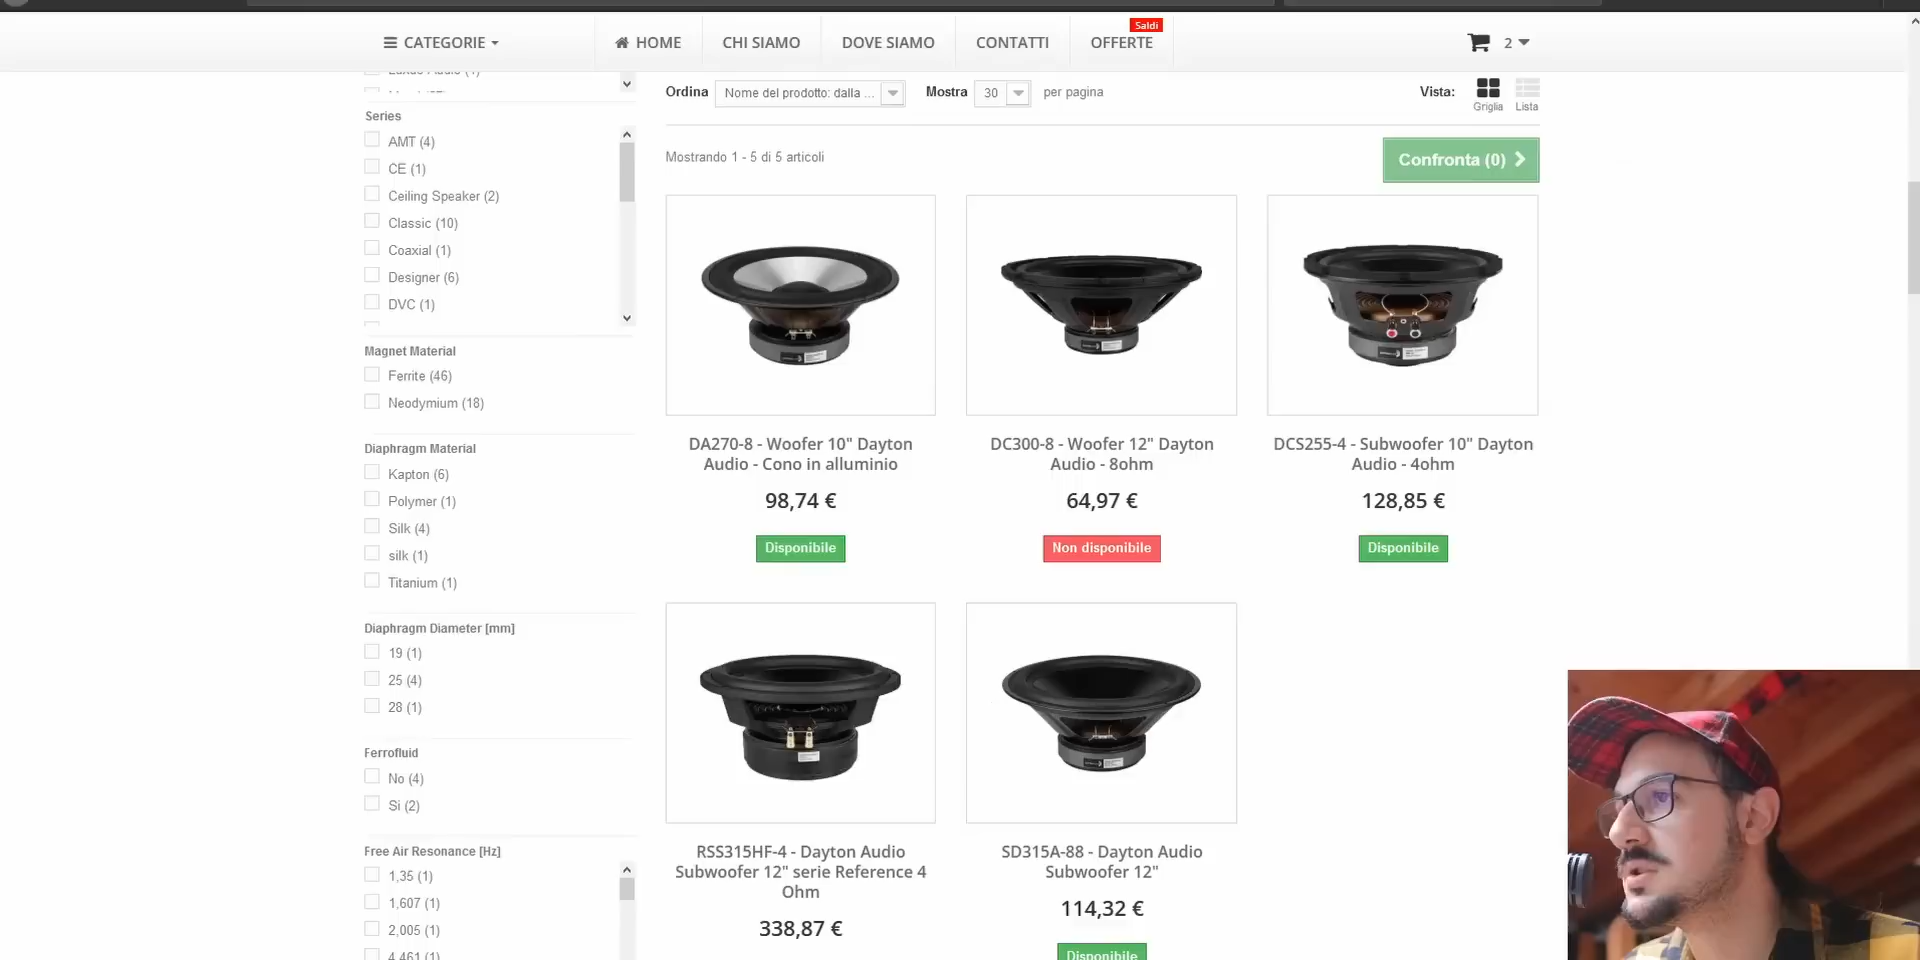 CATEGORIE
HOME
CHI SIAMO
DOVE SIAMO
CONTATTI
OFFERTE
Saldi
2
Ordina
Nome del prodotto: dalla ...
Mostra
30
per pagina
Vista:
Griglia
Lista
Series
AMT (4)
CE (1)
Ceiling Speaker (2)
Classic (10)
Coaxial (1)
Designer (6)
DVC (1)
Magnet Material
Ferrite (46)
Neodymium (18)
Diaphragm Material
Kapton (6)
Polymer (1)
Silk (4)
silk (1)
Titanium (1)
Diaphragm Diameter [mm]
19 (1)
25 (4)
28 (1)
Ferrofluid
No (4)
Si (2)
Free Air Resonance [Hz]
1,35 (1)
1,607 (1)
2,005 (1)
4,461 (1)
Mostrando 1 - 5 di 5 articoli
Confronta (0)
DA270-8 - Woofer 10" Dayton
Audio - Cono in alluminio
98,74 €
Disponibile
DC300-8 - Woofer 12" Dayton
Audio - 8ohm
64,97 €
Non disponibile
DCS255-4 - Subwoofer 10" Dayton
Audio - 4ohm
128,85 €
Disponibile
RSS315HF-4 - Dayton Audio
Subwoofer 12" serie Reference 4
Ohm
338,87 €
SD315A-88 - Dayton Audio
Subwoofer 12"
114,32 €
Disponibile